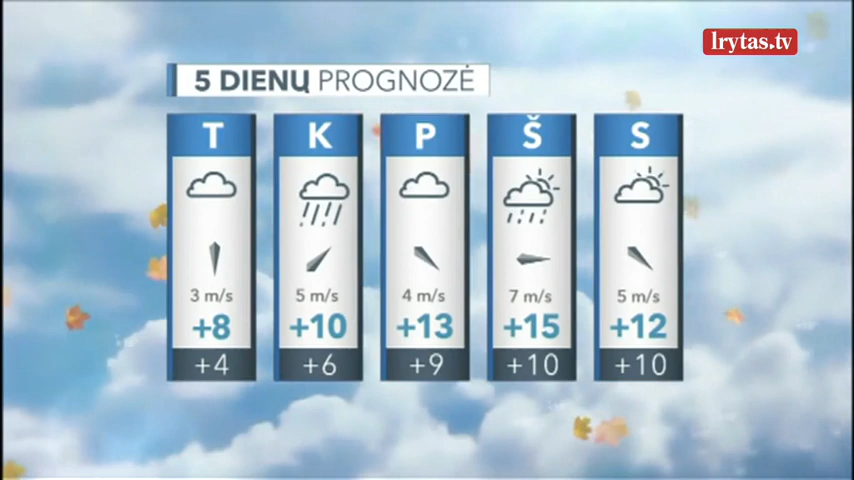 lrytas.tv
5 DIENŲ PROGNOZĖ
T K P Š S
3 m/s 5 m/s 4 m/s 7 m/s 5 m/s
+8 +10 +13 +15 +12
+4 +6 +9 +10 +10